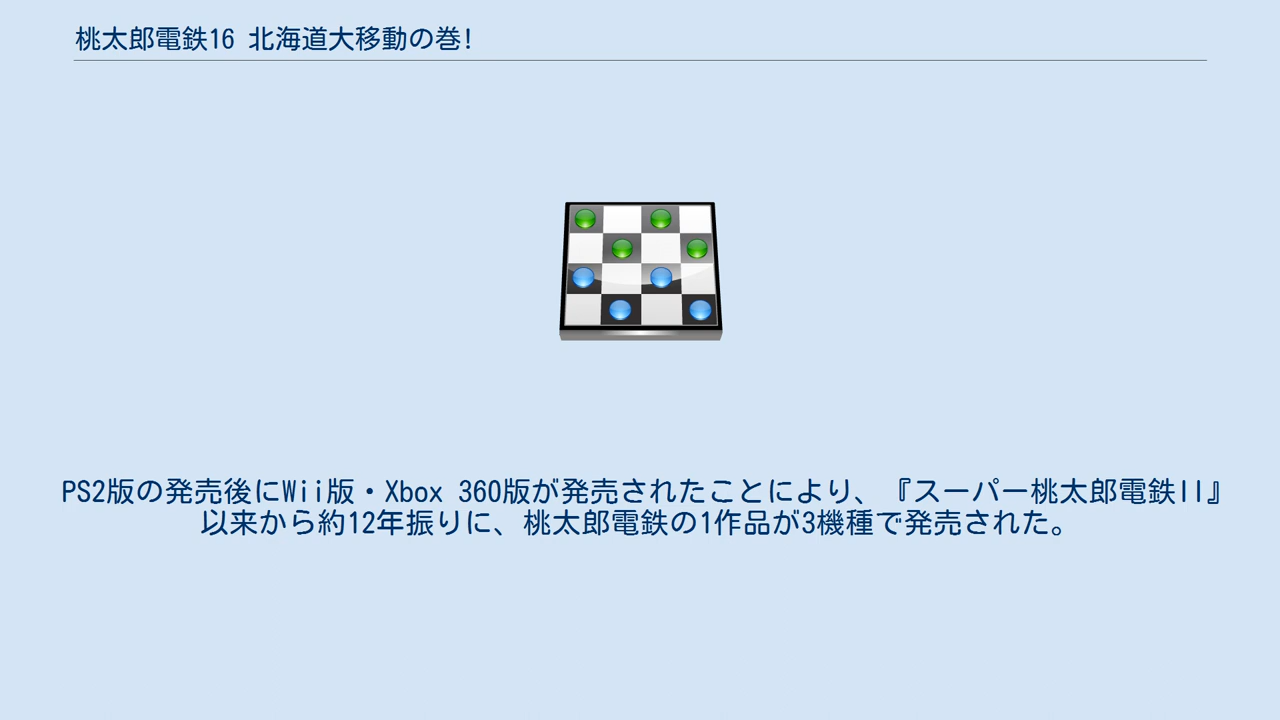 桃太郎電鉄16 北海道大移動の巻!
PS2版の発売後にWii版・Xbox 360版が発売されたことにより、『スーパー桃太郎電鉄II』
以来から約12年振りに、桃太郎電鉄の1作品が3機種で発売された。